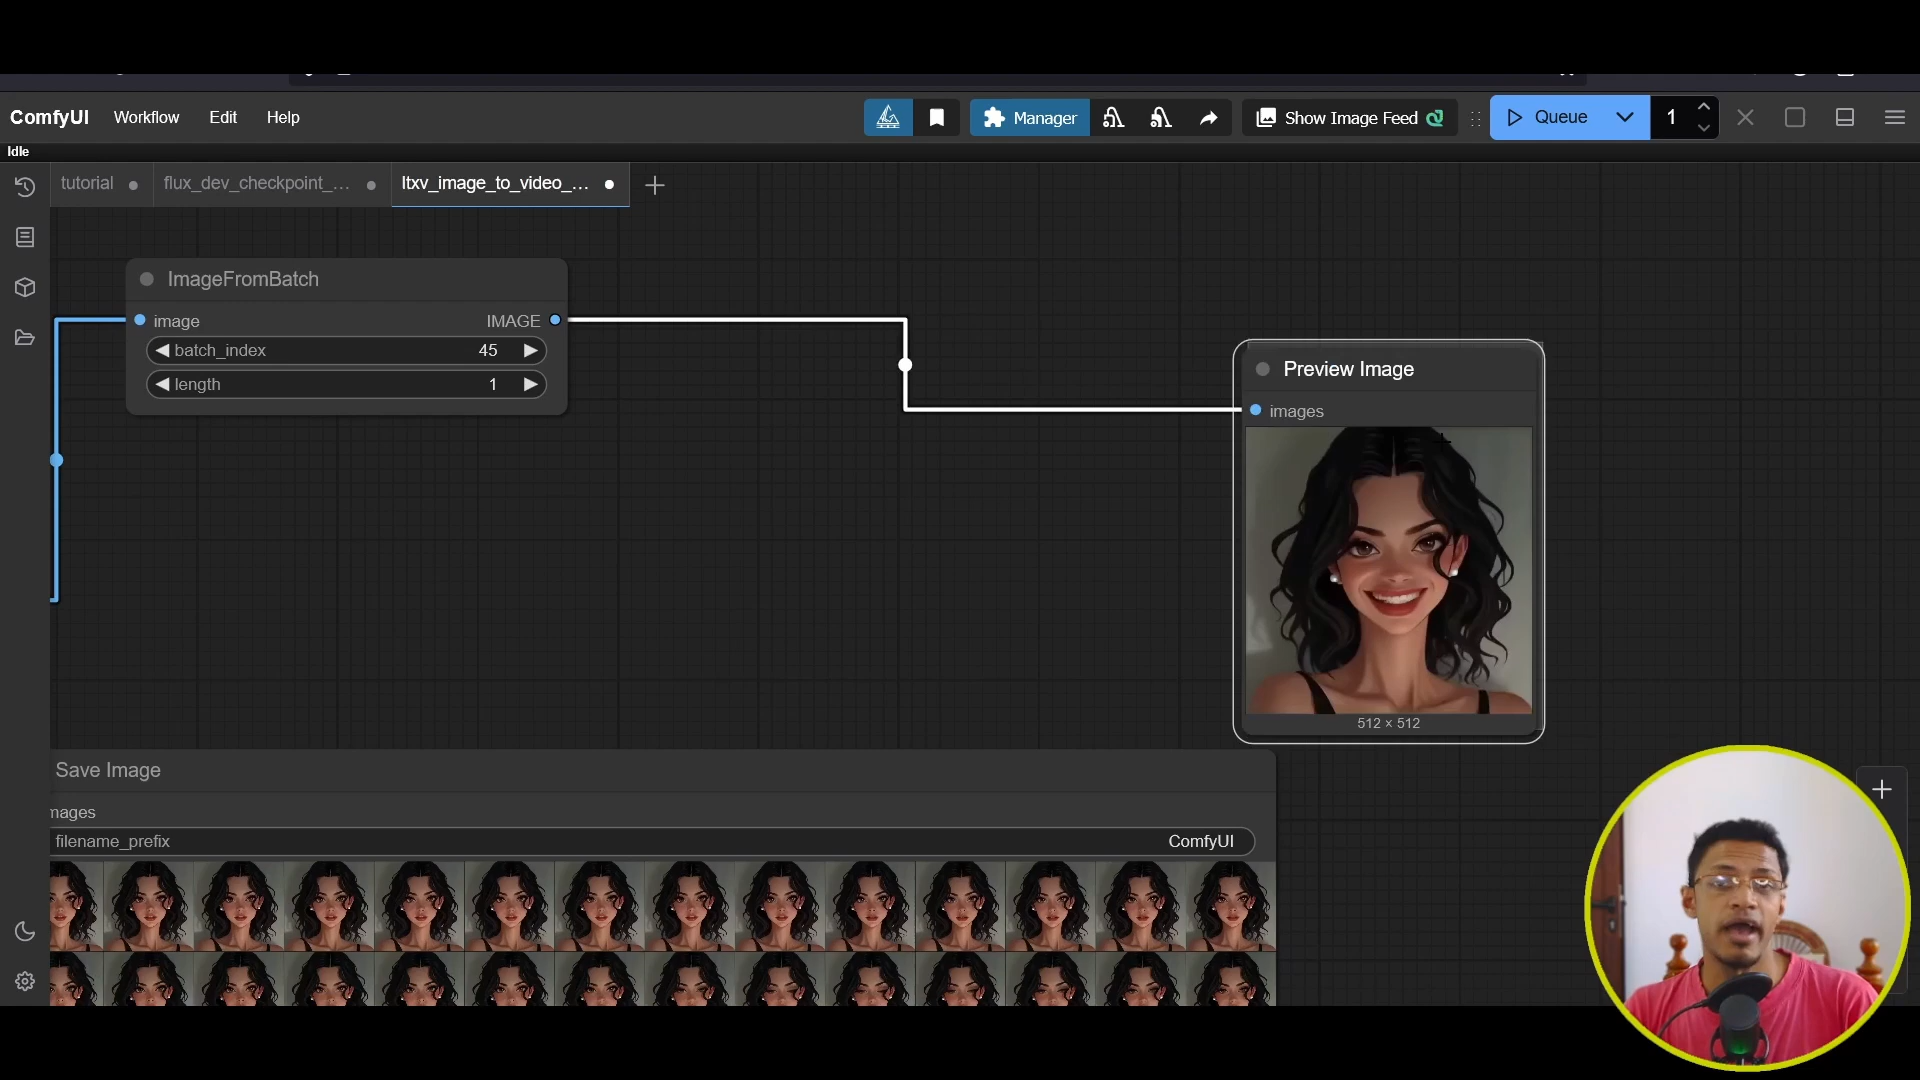 ComfyUI Workflow Edit Help Manager Show Image Feed Queue 1
Idle
tutorial flux_dev_checkpoint_... ltxv_image_to_video_...
ImageFromBatch
image IMAGE
batch_index 45
length 1
Preview Image
images
512 × 512
Save Image
mages
filename_prefix ComfyUI